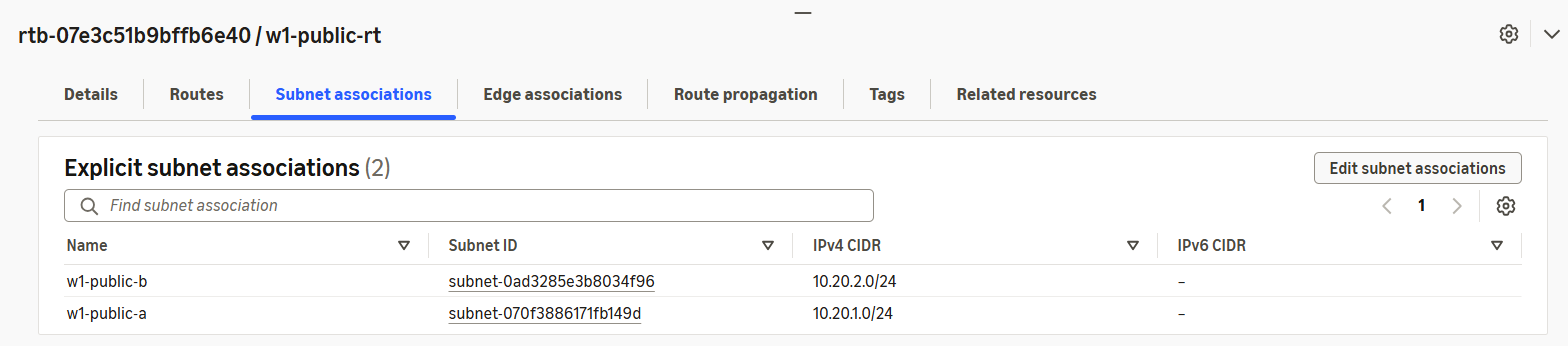 rtb-07e3c51b9bffb6e40 / w1-public-rt
Details Routes Subnet associations Edge associations Route propagation Tags Related resources
Explicit subnet associations (2)
Edit subnet associations
Find subnet association
1
Name Subnet ID IPv4 CIDR IPv6 CIDR
w1-public-b subnet-0ad3285e3b8034f96 10.20.2.0/24 –
w1-public-a subnet-070f3886171fb149d 10.20.1.0/24 –